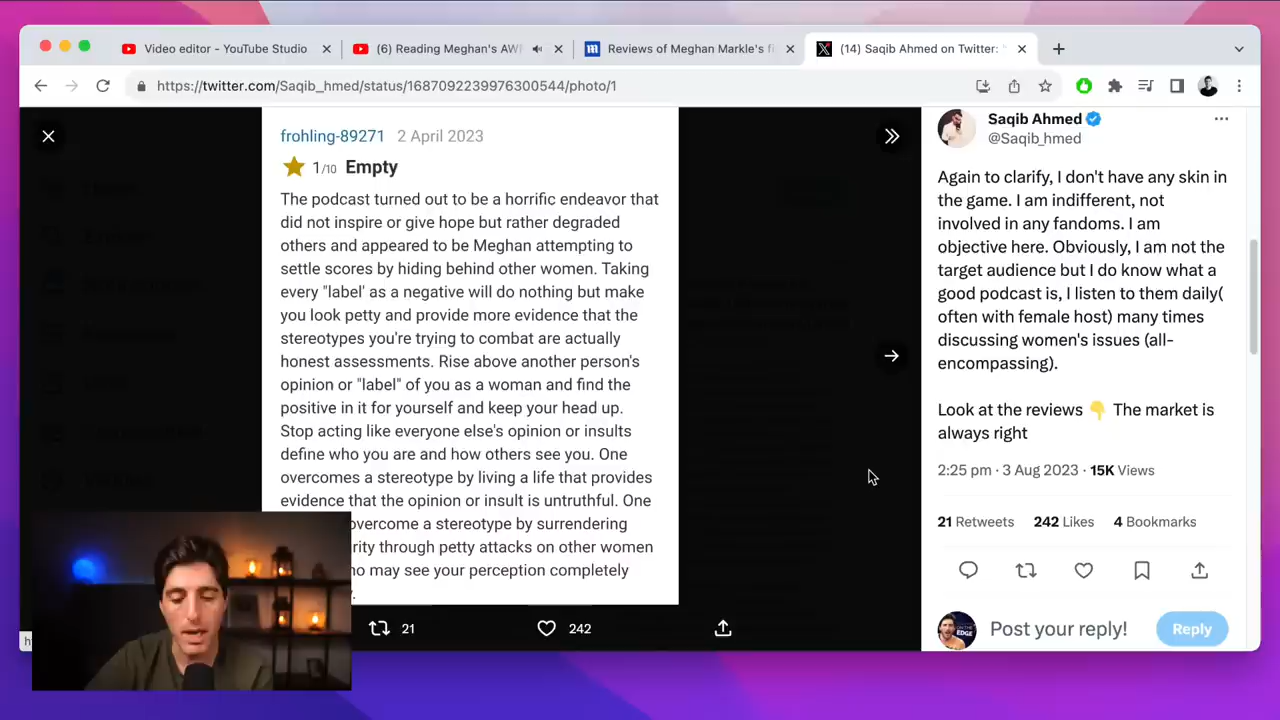 Video editor - YouTube Studio
(6) Reading Meghan's AW
Reviews of Meghan Markle's f
(14) Saqib Ahmed on Twitter: "
https://twitter.com/Saqib_hmed/status/1687092239976300544/photo/1
frohling-89271 2 April 2023
1/10 Empty
The podcast turned out to be a horrific endeavor that
did not inspire or give hope but rather degraded
others and appeared to be Meghan attempting to
settle scores by hiding behind other women. Taking
every "label' as a negative will do nothing but make
you look petty and provide more evidence that the
stereotypes you're trying to combat are actually
honest assessments. Rise above another person's
opinion or "label" of you as a woman and find the
positive in it for yourself and keep your head up.
Stop acting like everyone else's opinion or insults
define who you are and how others see you. One
overcomes a stereotype by living a life that provides
evidence that the opinion or insult is untruthful. One
overcome a stereotype by surrendering
rity through petty attacks on other women
ho may see your perception completely
21
242
Saqib Ahmed
@Saqib_hmed
Again to clarify, I don't have any skin in
the game. I am indifferent, not
involved in any fandoms. I am
objective here. Obviously, I am not the
target audience but I do know what a
good podcast is, I listen to them daily(
often with female host) many times
discussing women's issues (all-
encompassing).
Look at the reviews 👇 The market is
always right
2:25 pm · 3 Aug 2023 · 15K Views
21 Retweets 242 Likes 4 Bookmarks
Post your reply!
Reply